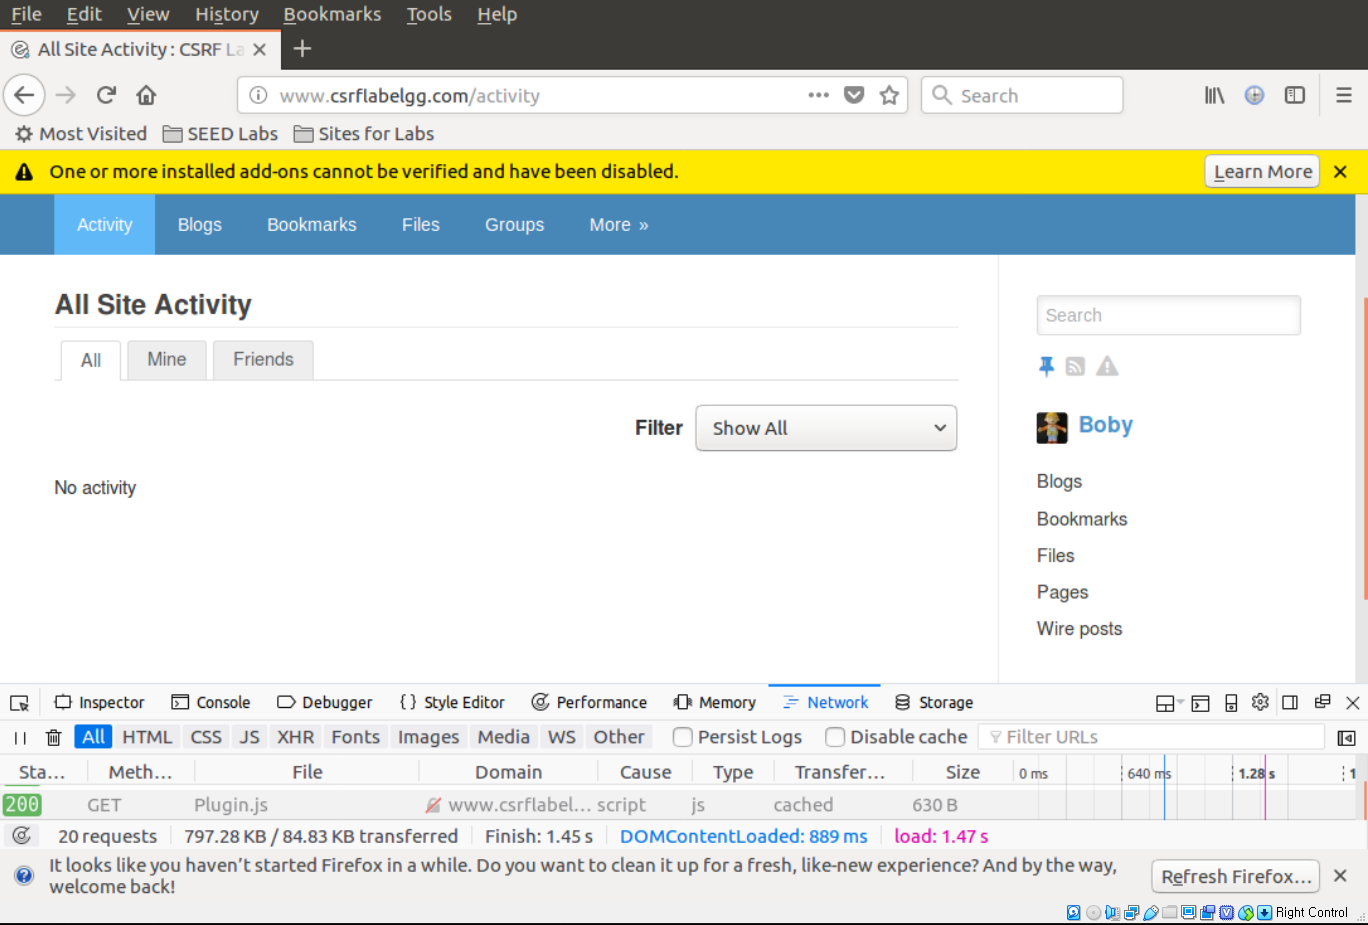 File Edit View History Bookmarks Tools Help
All Site Activity : CSRF La
www.csrflabelgg.com/activity
Search
Most Visited SEED Labs Sites for Labs
One or more installed add-ons cannot be verified and have been disabled. Learn More
Activity Blogs Bookmarks Files Groups More »
All Site Activity
All Mine Friends
Filter Show All
No activity
Search
Boby
Blogs
Bookmarks
Files
Pages
Wire posts
Inspector Console Debugger { } Style Editor Performance Memory Network Storage
All HTML CSS JS XHR Fonts Images Media WS Other Persist Logs Disable cache Filter URLs
Sta... Meth... File Domain Cause Type Transfer... Size 0 ms 640 ms 1.28 s 1
200 GET Plugin.js www.csrflabel... script js cached 630 B
20 requests 797.28 KB / 84.83 KB transferred Finish: 1.45 s DOMContentLoaded: 889 ms load: 1.47 s
It looks like you haven't started Firefox in a while. Do you want to clean it up for a fresh, like-new experience? And by the way,
welcome back!
Refresh Firefox...
Right Control